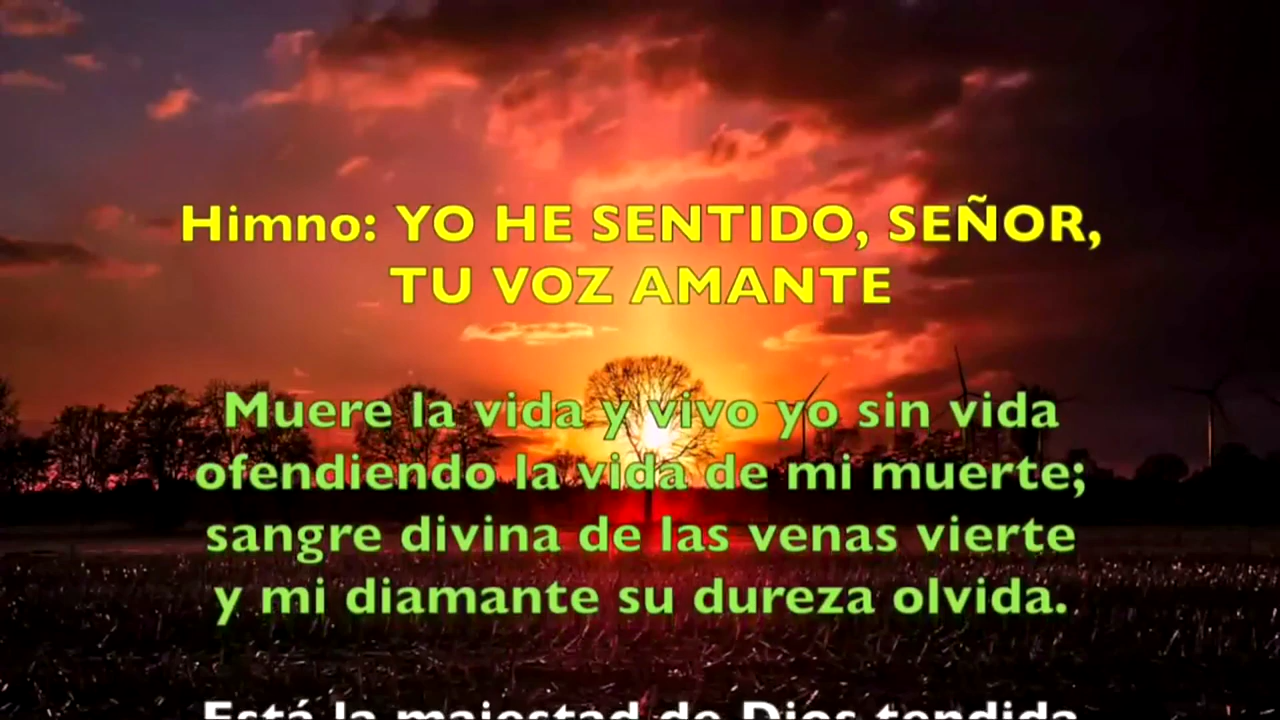 Himno: YO HE SENTIDO, SEÑOR,
TU VOZ AMANTE
Muere la vida y vivo yo sin vida
ofendiendo la vida de mi muerte;
sangre divina de las venas vierte
y mi diamante su dureza olvida.
Está la majestad de Dios tendida